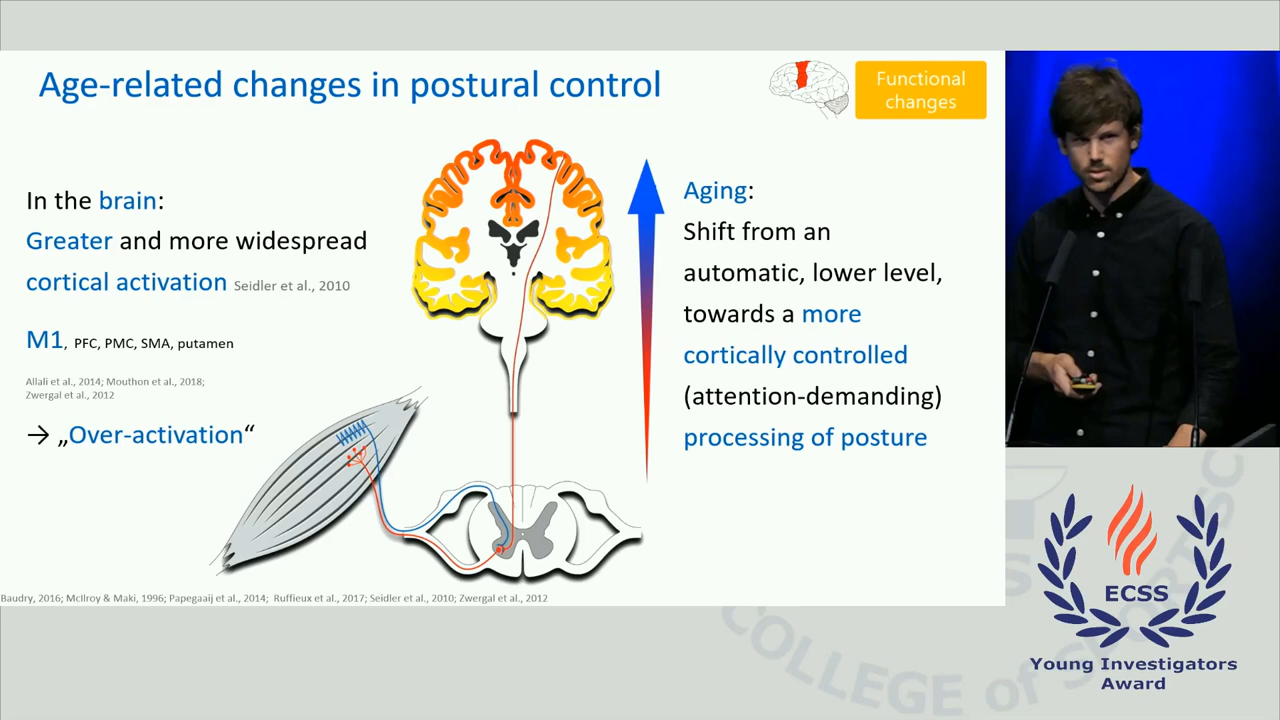 Age-related changes in postural control
Functional
changes
In the brain:
Greater and more widespread
cortical activation Seidler et al., 2010
M1, PFC, PMC, SMA, putamen
Allali et al., 2014; Mouthon et al., 2018;
Zwergal et al., 2012
→ „Over-activation“
Aging:
Shift from an
automatic, lower level,
towards a more
cortically controlled
(attention-demanding)
processing of posture
Baudry, 2016; McIlroy & Maki, 1996; Papegaaij et al., 2014; Ruffieux et al., 2017; Seidler et al., 2010; Zwergal et al., 2012
ECSS
Young Investigators
Award
COLLEGE of SPORT SC